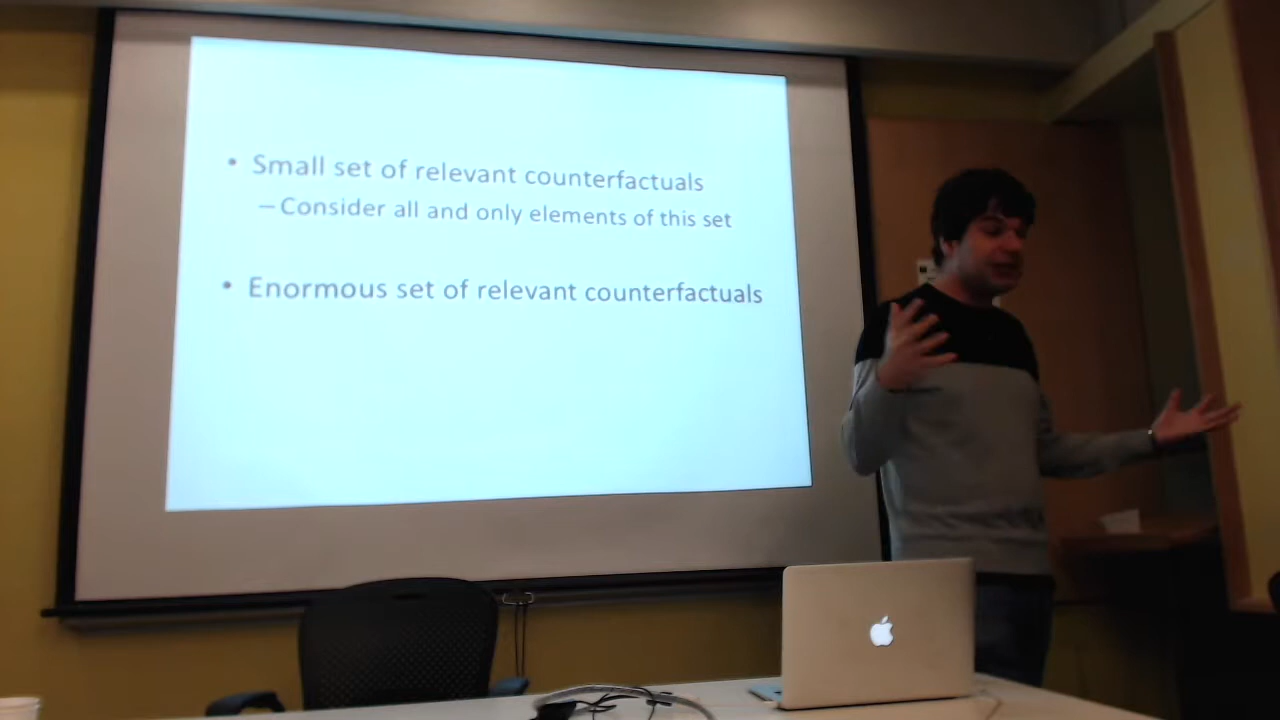 • Small set of relevant counterfactuals
– Consider all and only elements of this set
• Enormous set of relevant counterfactuals